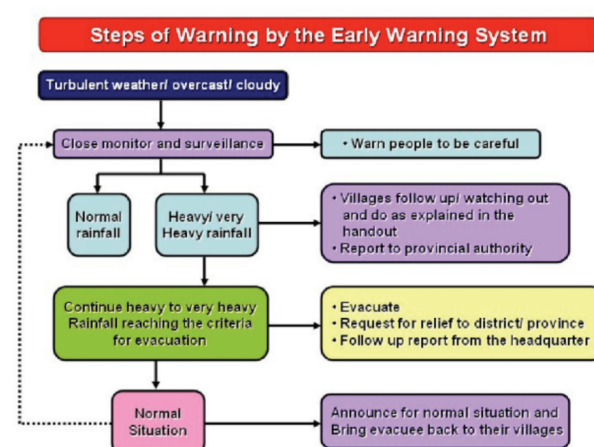 Steps of Warning by the Early Warning System
Turbulent weather/ overcast/ cloudy
Close monitor and surveillance
• Warn people to be careful
Normal
rainfall
Heavy/ very
Heavy rainfall
• Villages follow up/ watching out
and do as explained in the
handout
• Report to provincial authority
Continue heavy to very heavy
Rainfall reaching the criteria
for evacuation
• Evacuate
• Request for relief to district/ province
• Follow up report from the headquarter
Normal
Situation
Announce for normal situation and
Bring evacuee back to their villages